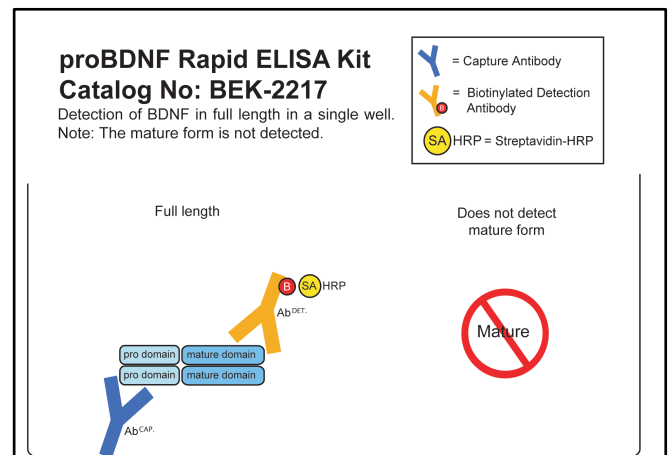 proBDNF Rapid ELISA Kit
Catalog No: BEK-2217
Detection of BDNF in full length in a single well.
Note: The mature form is not detected.
= Capture Antibody
B
= Biotinylated Detection
Antibody
SA HRP = Streptavidin-HRP
Full length
Does not detect
mature form
B SA HRP
Ab DET.
Mature
pro domain mature domain
pro domain mature domain
Ab CAP.